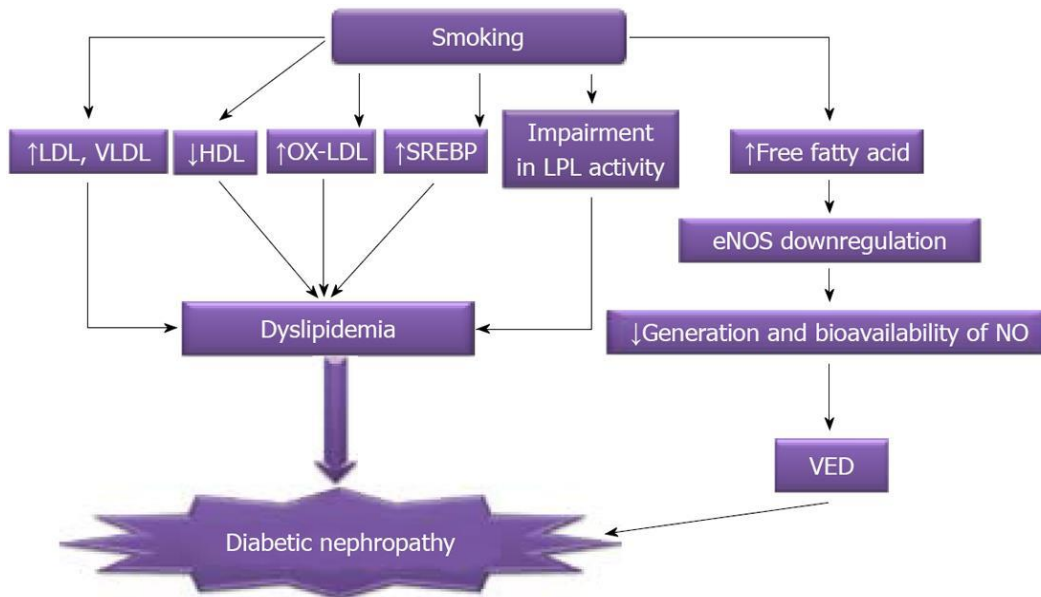 Smoking
↑LDL, VLDL
↓HDL
↑OX-LDL
↑SREBP
Impairment
in LPL activity
↑Free fatty acid
eNOS downregulation
Dyslipidemia
↓Generation and bioavailability of NO
VED
Diabetic nephropathy